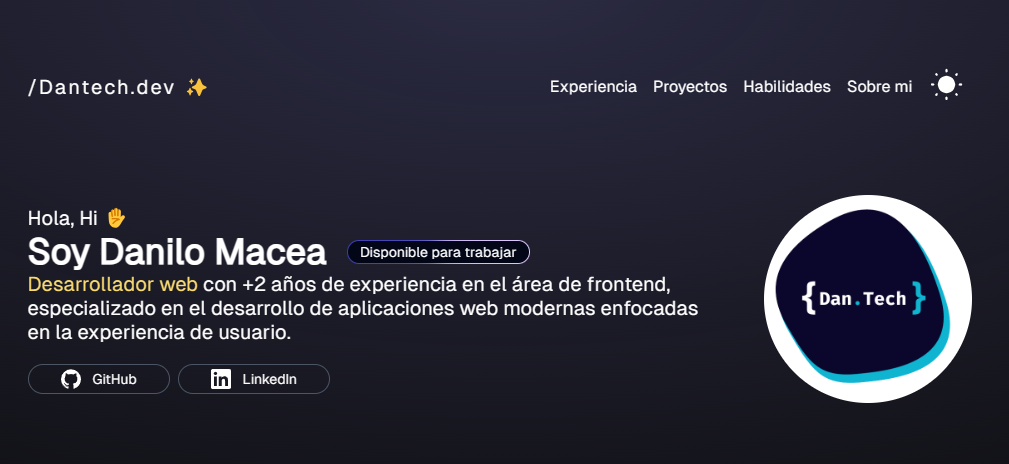 /Dantech.dev ✨
Experiencia Proyectos Habilidades Sobre mi
Hola, Hi ✋
Soy Danilo Macea
Disponible para trabajar
Desarrollador web con +2 años de experiencia en el área de frontend,
especializado en el desarrollo de aplicaciones web modernas enfocadas
en la experiencia de usuario.
GitHub LinkedIn
{Dan.Tech}